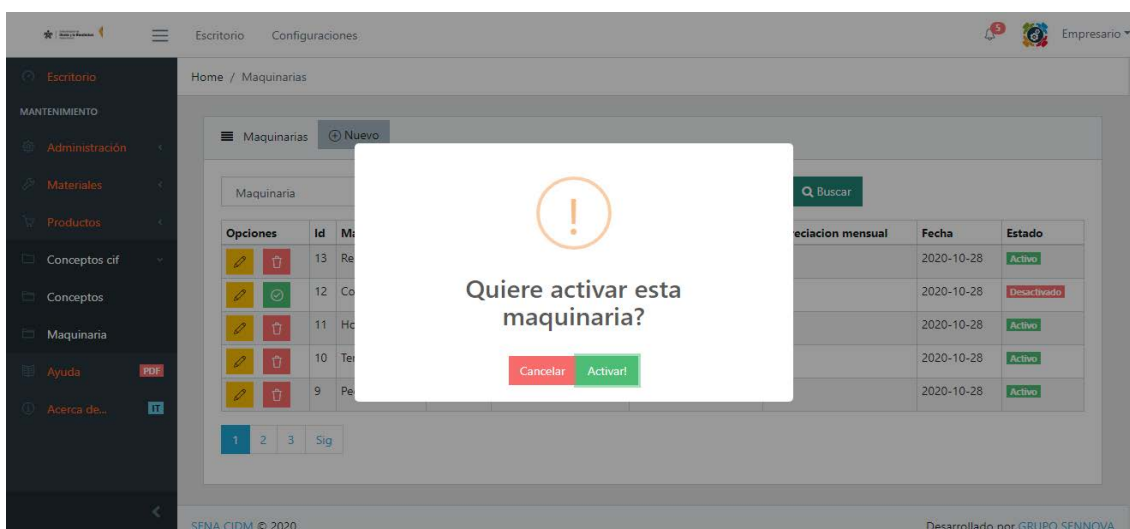 Escritorio Configuraciones 5 Empresario
Escritorio
Home / Maquinarias
MANTENIMIENTO
Administración
Materiales
Productos
Conceptos cif
Conceptos
Maquinaria
Ayuda PDF
Acerca de... IT
Maquinarias Nuevo
Maquinaria Buscar
Opciones Id Fecha Estado
mensual
13 2020-10-28 Activo
12 2020-10-28 Desactivado
11 2020-10-28 Activo
10 2020-10-28 Activo
9 2020-10-28 Activo
!
Quiere activar esta
maquinaria?
Cancelar Activar!
1 2 3 Sig
SENA CIDM © 2020 Desarrollado por GRUPO SENNOVA